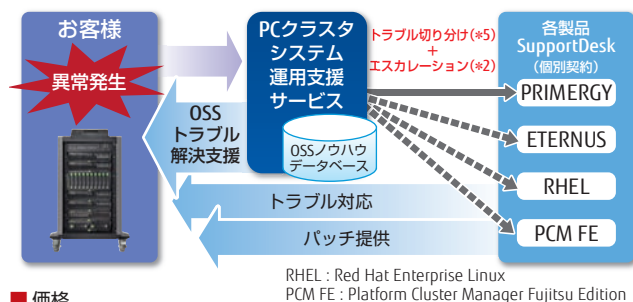 お客様
異常発生
PCクラスタ
システム
運用支援
サービス
OSSノウハウ
データベース
OSS
トラブル
解決支援
トラブル切り分け(*5)
+
エスカレーション(*2)
各製品
SupportDesk
(個別契約)
PRIMERGY
ETERNUS
RHEL
PCM FE
トラブル対応
パッチ提供
RHEL : Red Hat Enterprise Linux
PCM FE : Platform Cluster Manager Fujitsu Edition
■ 価格